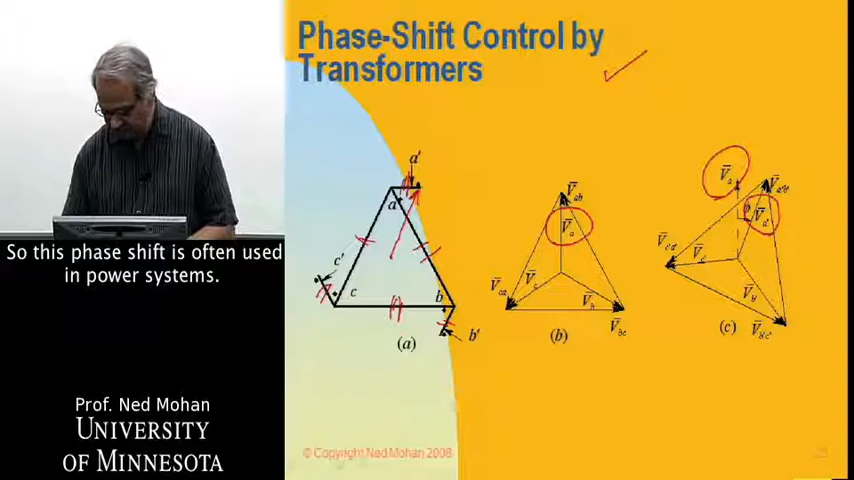 Phase-Shift Control by
Transformers
a'
a
c'
c
b
b'
(a)
V̅ab
V̅a
V̅ca
V̅c
V̅b
V̅bc
(b)
V̅a
V̅a'b'
V̅a'
V̅c'a'
V̅c'
V̅b'
V̅b'c'
(c)
So this phase shift is often used
in power systems.
Prof. Ned Mohan
UNIVERSITY
OF MINNESOTA
© Copyright Ned Mohan 2008